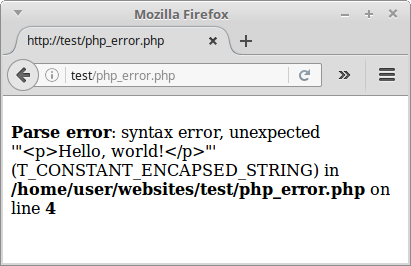 Mozilla Firefox
http://test/php_error.php
test/php_error.php
Parse error: syntax error, unexpected
'"<p>Hello, world!</p>"'
(T_CONSTANT_ENCAPSED_STRING) in
/home/user/websites/test/php_error.php on
line 4